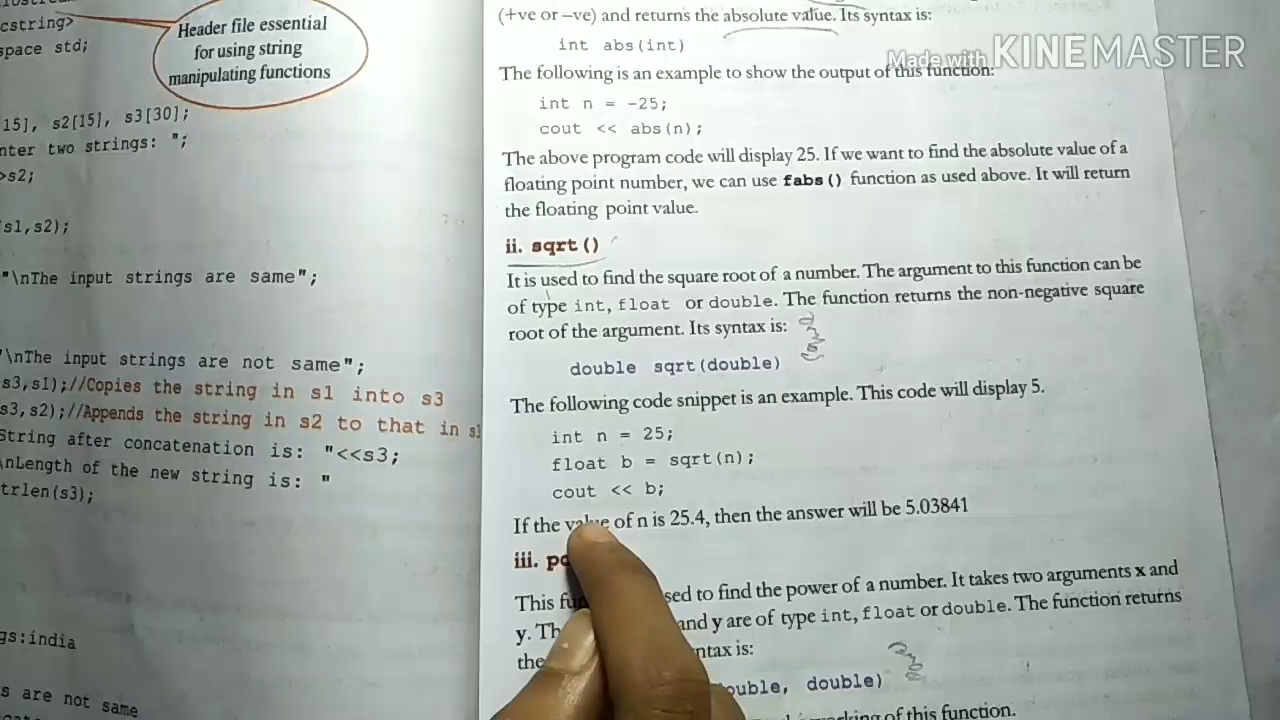 cstring>
space std;
Header file essential
for using string
manipulating functions
15], s2[15], s3[30];
nter two strings: ";
>s2;
s1,s2);
"\nThe input strings are same";
"\nThe input strings are not same";
s3,s1);//Copies the string in s1 into s3
s3,s2);//Appends the string in s2 to that in s3
String after concatenation is: "<<s3;
\nLength of the new string is: "
trlen(s3);
gs:india
s are not same
(+ve or –ve) and returns the absolute value. Its syntax is:
int abs(int)
Made with KINEMASTER
The following is an example to show the output of this function:
int n = -25;
cout << abs(n);
The above program code will display 25. If we want to find the absolute value of a
floating point number, we can use fabs() function as used above. It will return
the floating point value.
ii. sqrt()
It is used to find the square root of a number. The argument to this function can be
of type int, float or double. The function returns the non-negative square
root of the argument. Its syntax is:
double sqrt(double)
The following code snippet is an example. This code will display 5.
int n = 25;
float b = sqrt(n);
cout << b;
If the value of n is 25.4, then the answer will be 5.03841
iii.
This sed to find the power of a number. It takes two arguments x and
y. and y are of type int, float or double. The function returns
the ntax is:
double, double)
working of this function.